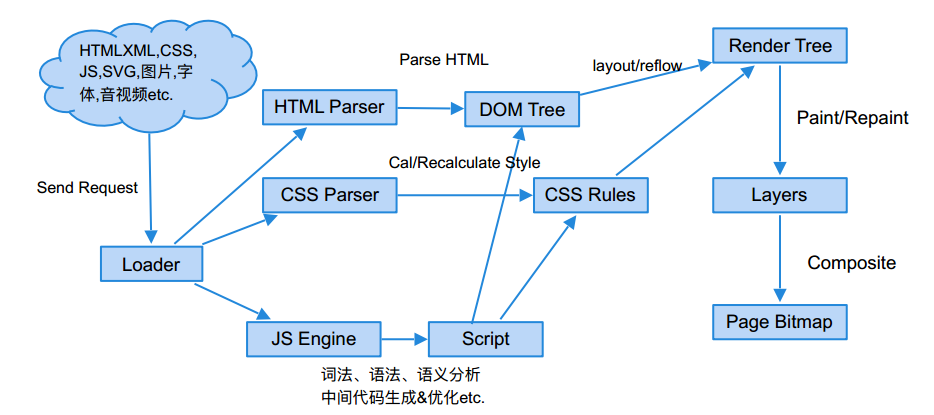 HTMLXML,CSS,
JS,SVG,图片,字
体,音视频etc.
Parse HTML
layout/reflow
Render Tree
HTML Parser
DOM Tree
Paint/Repaint
Cal/Recalculate Style
Send Request
CSS Parser
CSS Rules
Layers
Loader
Composite
JS Engine
Script
Page Bitmap
词法、语法、语义分析
中间代码生成&优化etc.